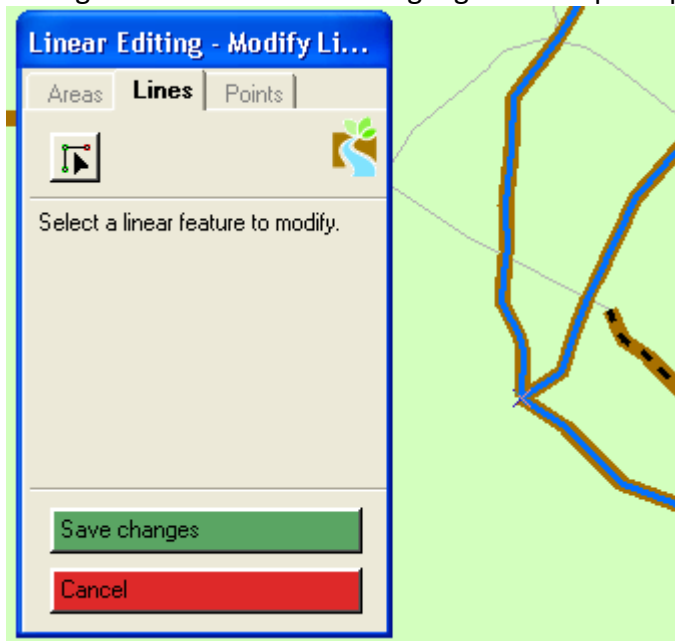 Linear Editing - Modify Li...
Areas Lines Points
Select a linear feature to modify.
Save changes
Cancel